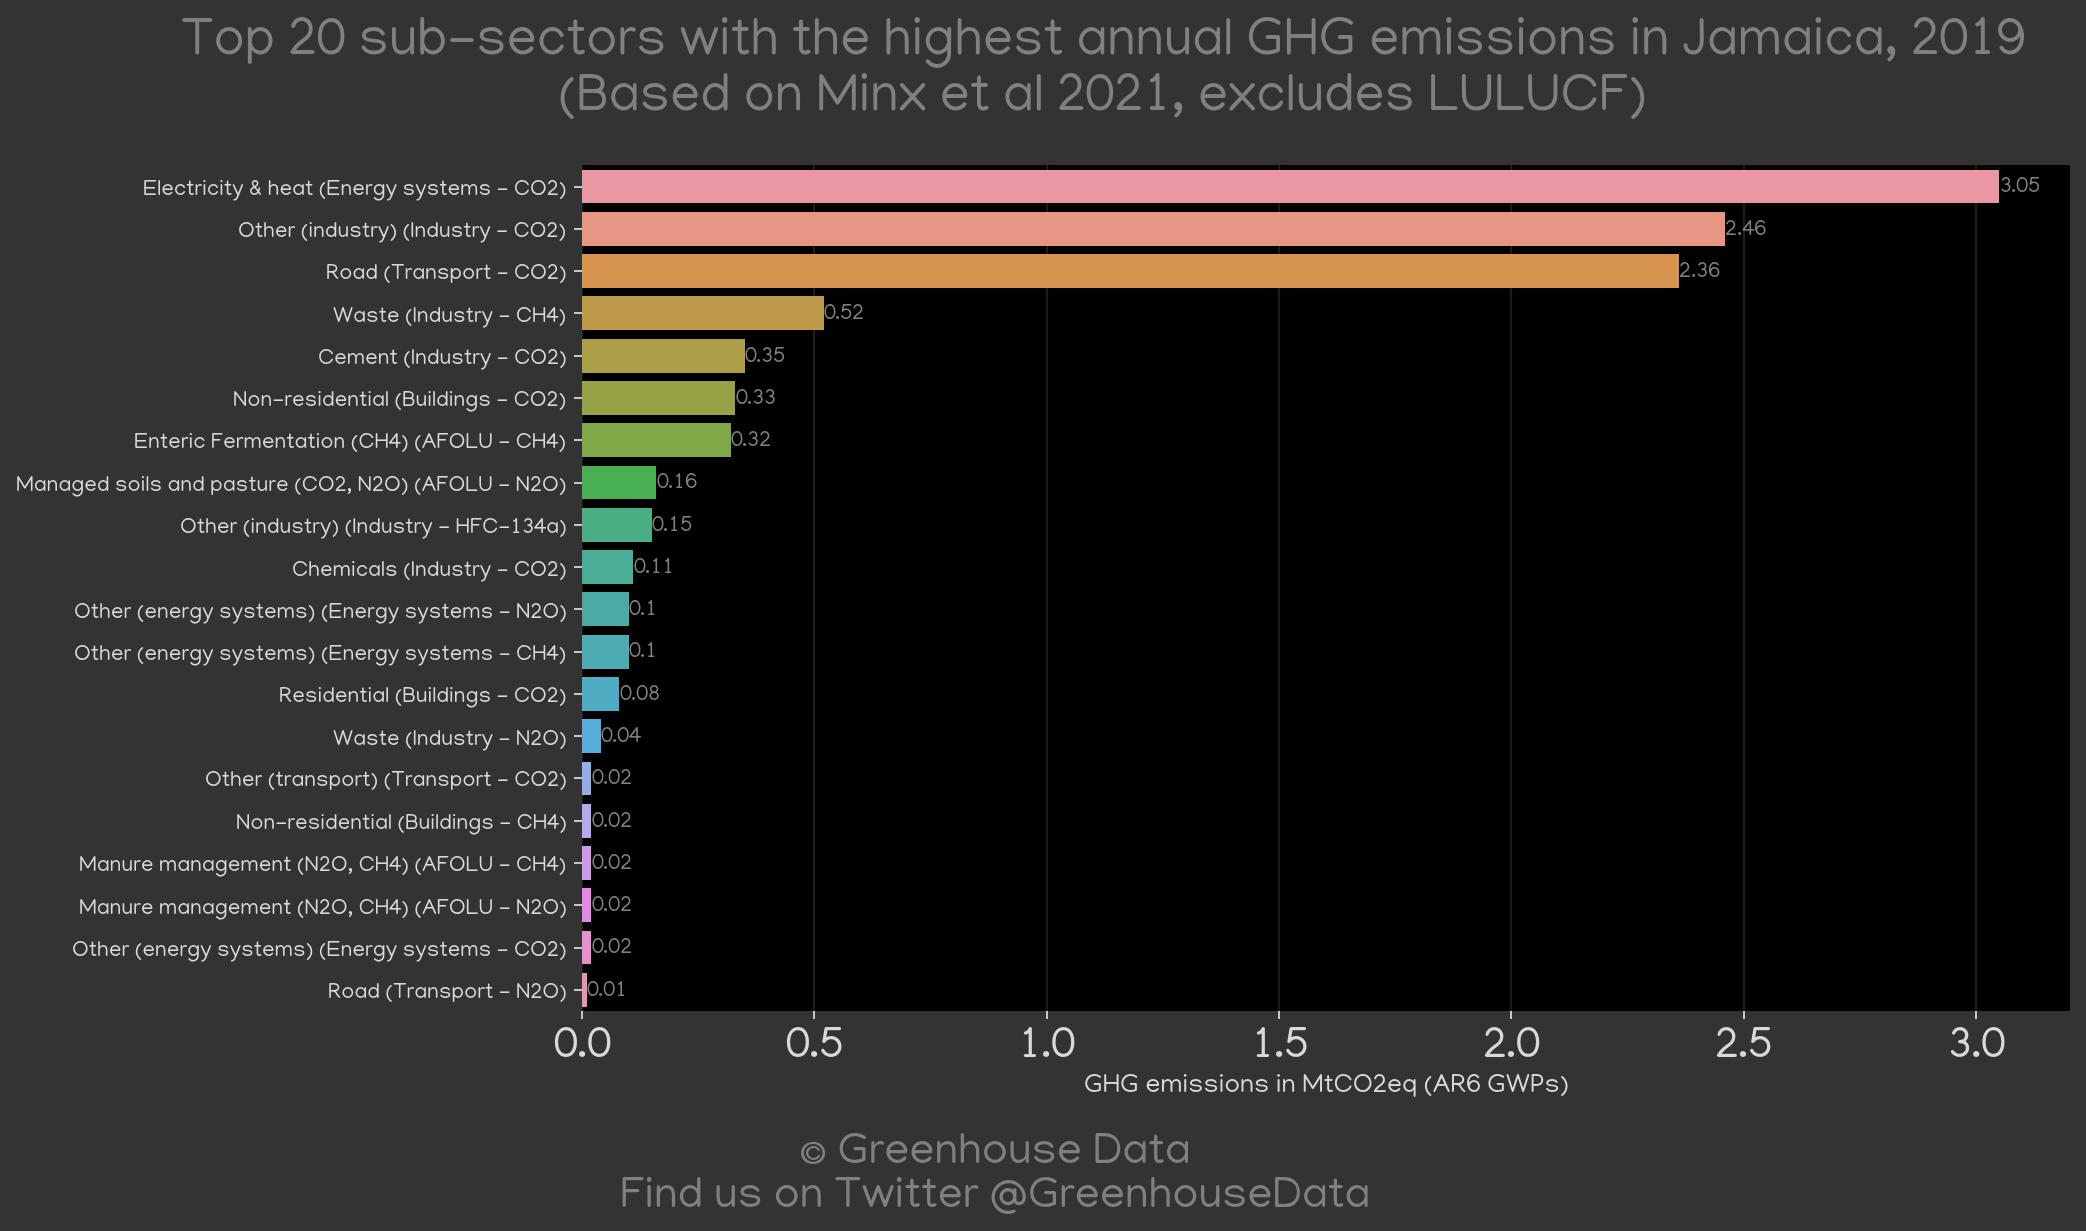 Top 20 sub-sectors with the highest annual GHG emissions in Jamaica, 2019
(Based on Minx et al 2021, excludes LULUCF)
Electricity & heat (Energy systems - CO2) 3.05
Other (industry) (Industry - CO2) 2.46
Road (Transport - CO2) 2.36
Waste (Industry - CH4) 0.52
Cement (Industry - CO2) 0.35
Non-residential (Buildings - CO2) 0.33
Enteric Fermentation (CH4) (AFOLU - CH4) 0.32
Managed soils and pasture (CO2, N2O) (AFOLU - N2O) 0.16
Other (industry) (Industry - HFC-134a) 0.15
Chemicals (Industry - CO2) 0.11
Other (energy systems) (Energy systems - N2O) 0.1
Other (energy systems) (Energy systems - CH4) 0.1
Residential (Buildings - CO2) 0.08
Waste (Industry - N2O) 0.04
Other (transport) (Transport - CO2) 0.02
Non-residential (Buildings - CH4) 0.02
Manure management (N2O, CH4) (AFOLU - CH4) 0.02
Manure management (N2O, CH4) (AFOLU - N2O) 0.02
Other (energy systems) (Energy systems - CO2) 0.02
Road (Transport - N2O) 0.01
0.0 0.5 1.0 1.5 2.0 2.5 3.0
GHG emissions in MtCO2eq (AR6 GWPs)
© Greenhouse Data
Find us on Twitter @GreenhouseData